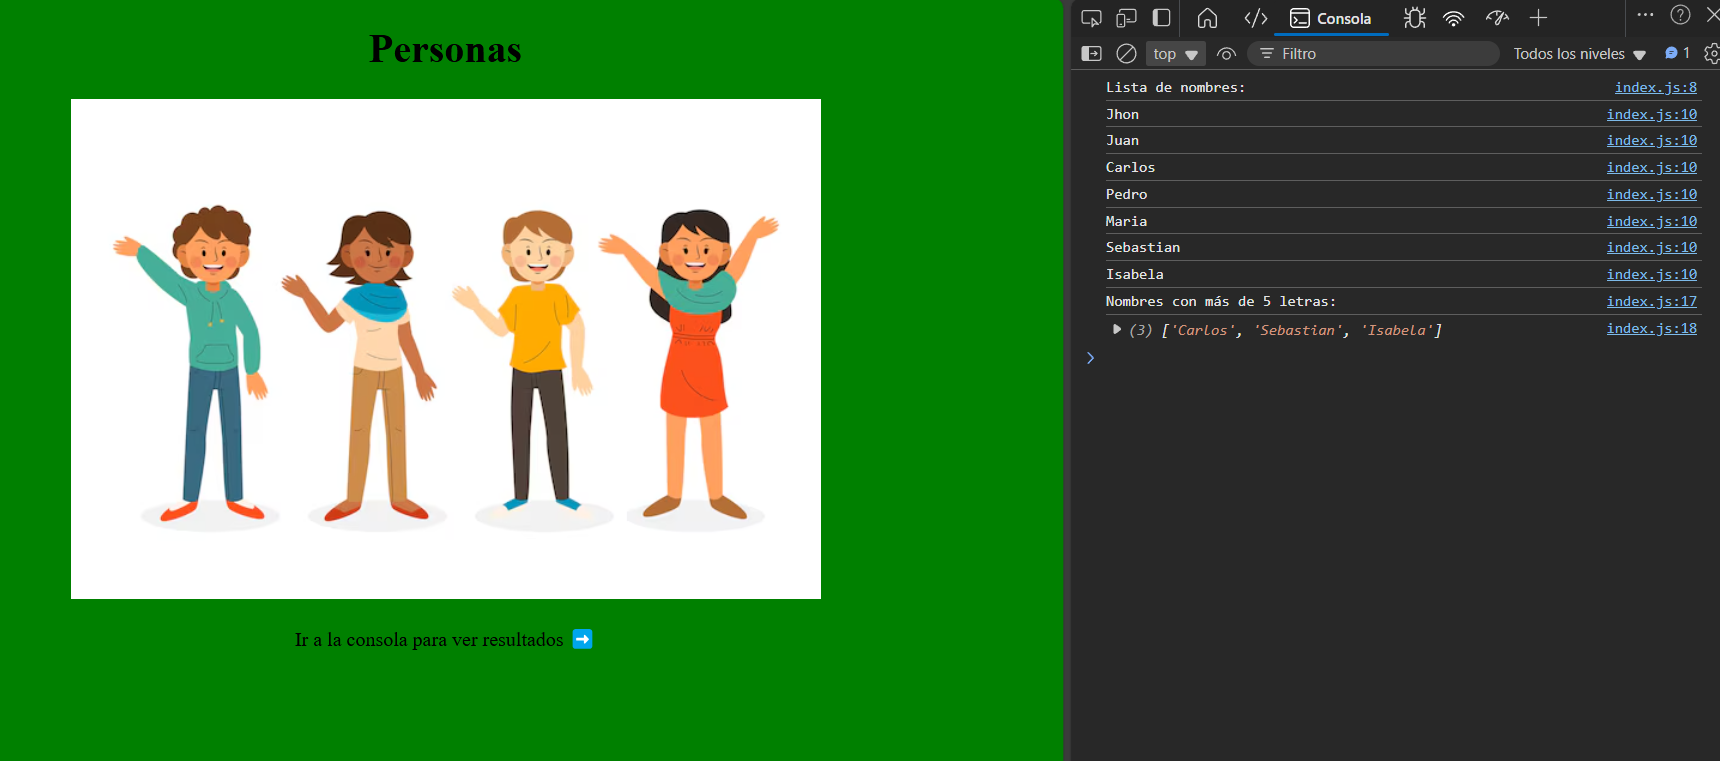 Personas
Ir a la consola para ver resultados ➡️
Consola
top
Filtro
Todos los niveles
1
Lista de nombres: index.js:8
Jhon index.js:10
Juan index.js:10
Carlos index.js:10
Pedro index.js:10
Maria index.js:10
Sebastian index.js:10
Isabela index.js:10
Nombres con más de 5 letras: index.js:17
(3) ['Carlos', 'Sebastian', 'Isabela'] index.js:18